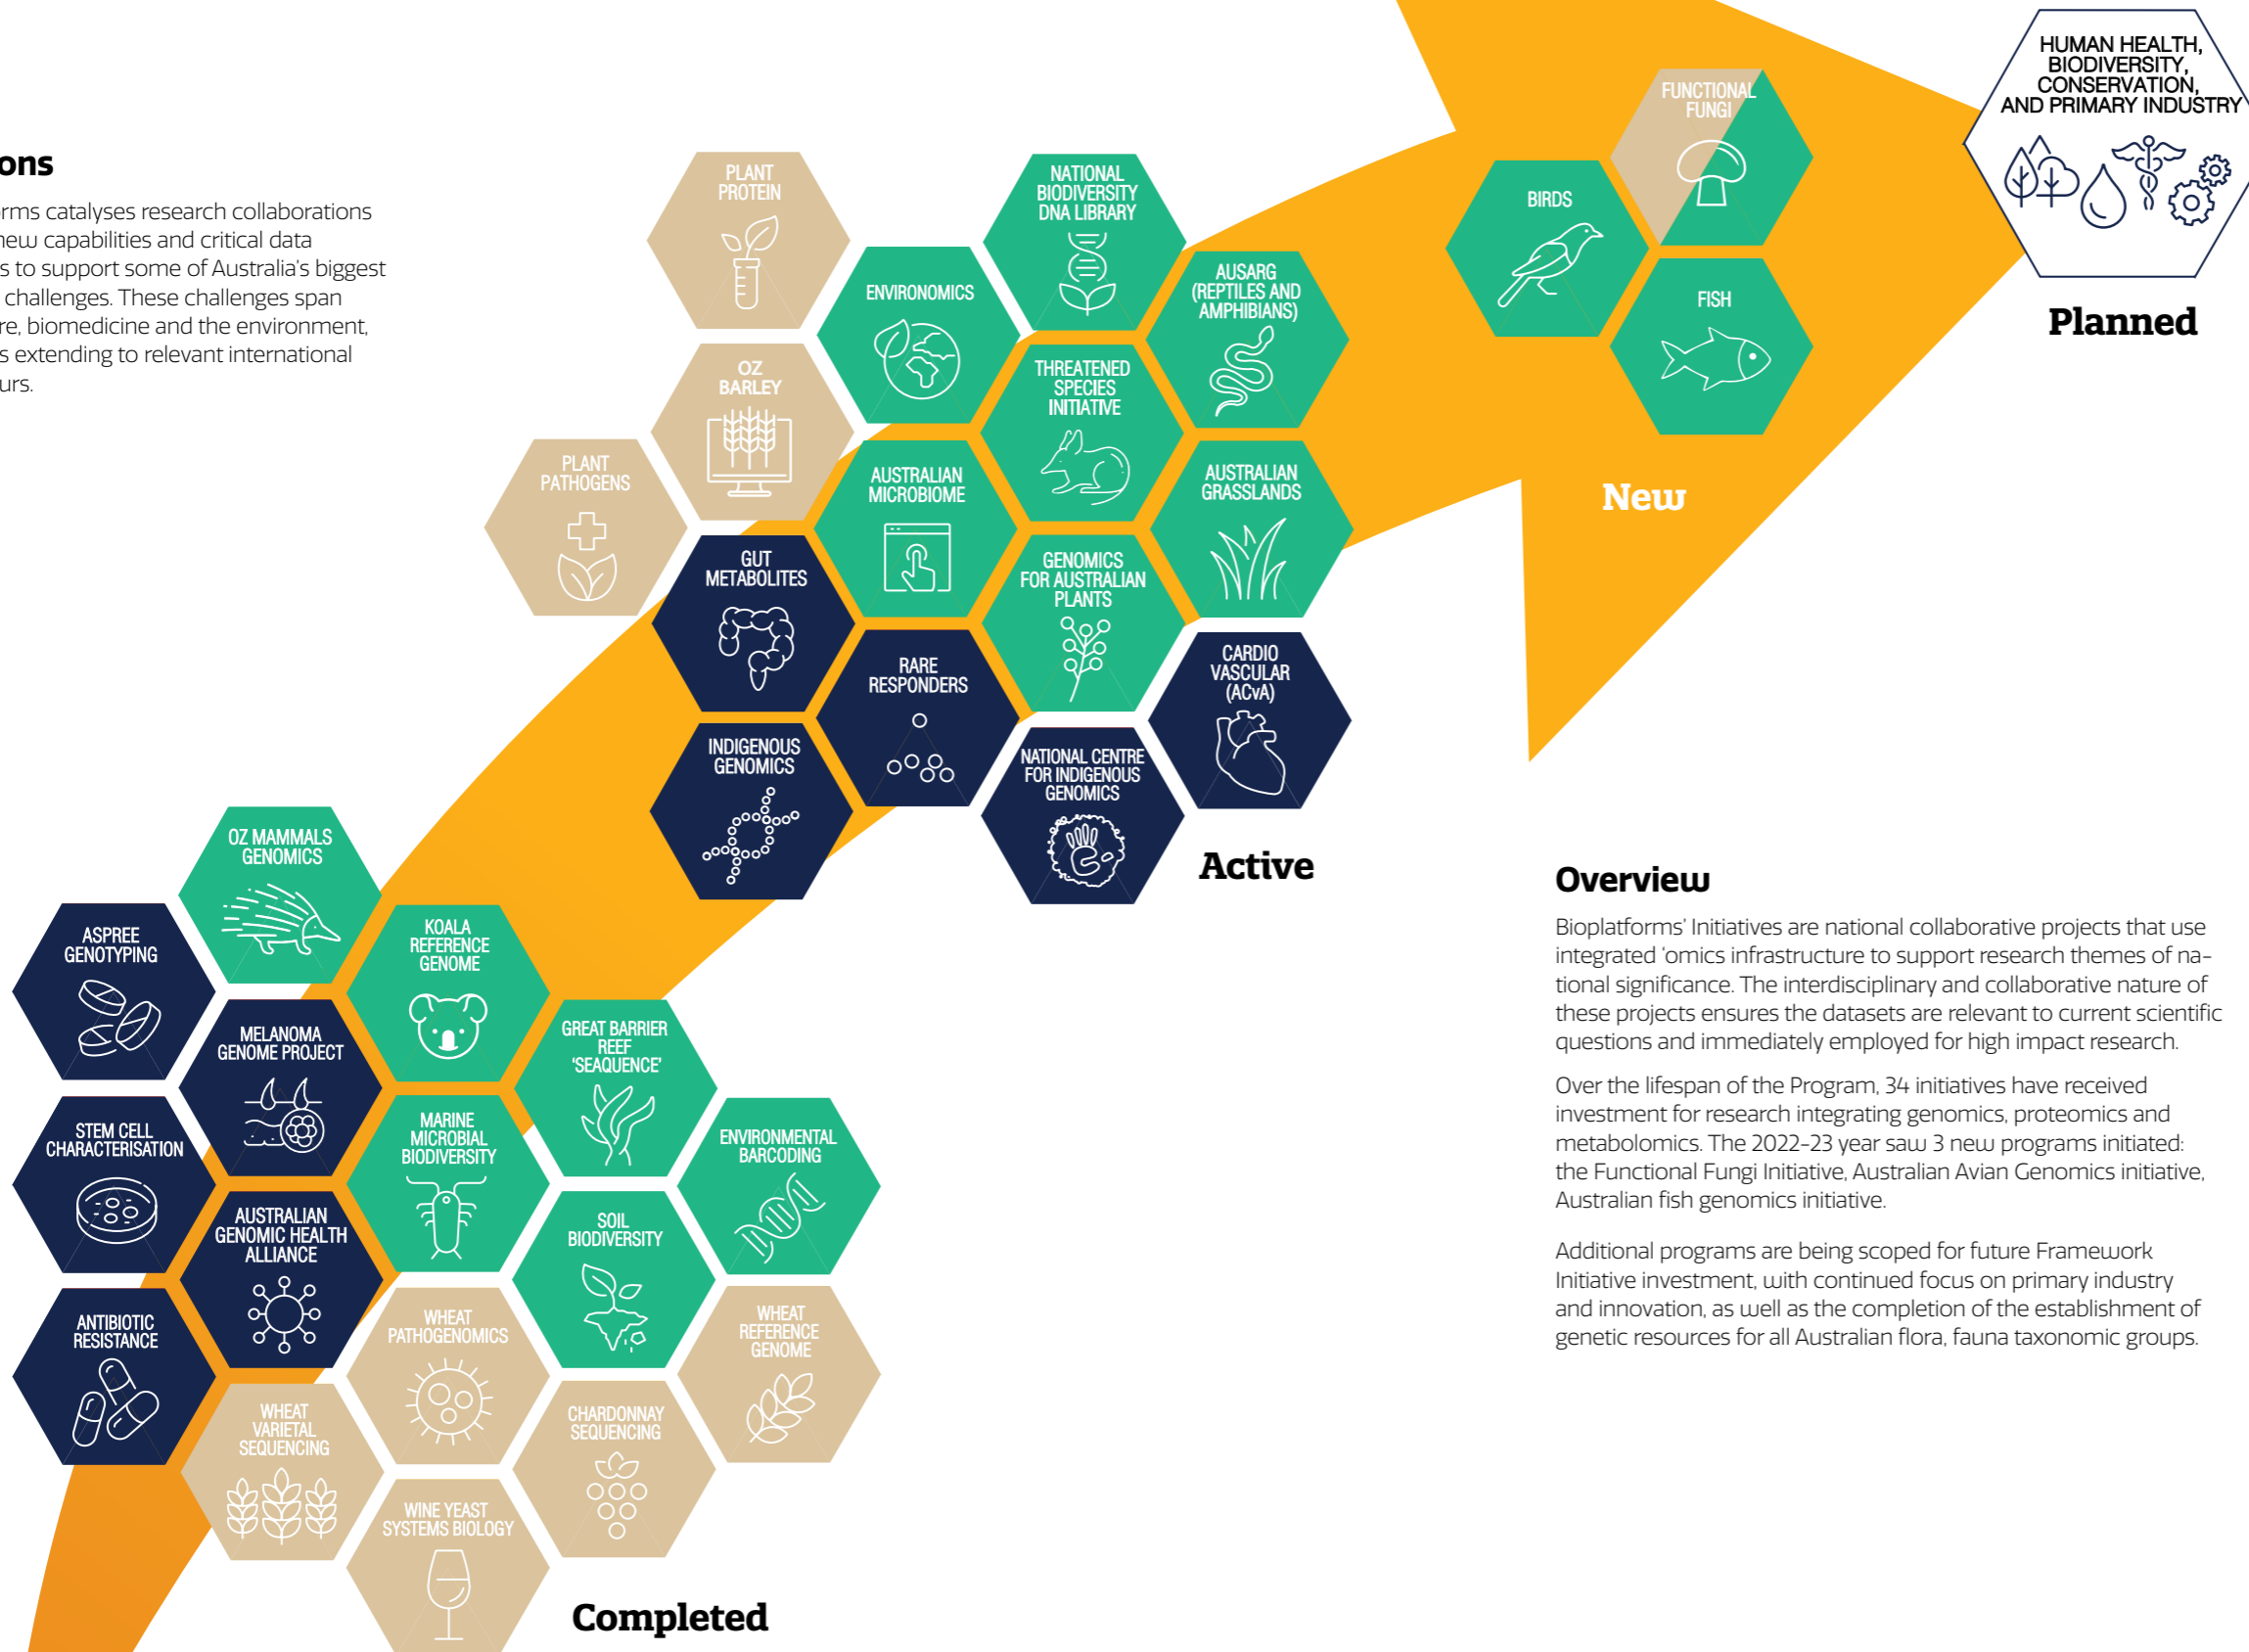 ons
rms catalyses research collaborations
new capabilities and critical data
s to support some of Australia's biggest
challenges. These challenges span
re, biomedicine and the environment,
s extending to relevant international
urs.
HUMAN HEALTH,
BIODIVERSITY,
CONSERVATION,
AND PRIMARY INDUSTRY
Planned
FUNCTIONAL
FUNGI
BIRDS
FISH
New
PLANT
PROTEIN
NATIONAL
BIODIVERSITY
DNA LIBRARY
ENVIRONOMICS
AUSARG
(REPTILES AND
AMPHIBIANS)
OZ
BARLEY
THREATENED
SPECIES
INITIATIVE
PLANT
PATHOGENS
AUSTRALIAN
MICROBIOME
AUSTRALIAN
GRASSLANDS
GUT
METABOLITES
GENOMICS
FOR AUSTRALIAN
PLANTS
RARE
RESPONDERS
CARDIO
VASCULAR
(ACvA)
INDIGENOUS
GENOMICS
NATIONAL CENTRE
FOR INDIGENOUS
GENOMICS
Active
OZ MAMMALS
GENOMICS
ASPREE
GENOTYPING
KOALA
REFERENCE
GENOME
MELANOMA
GENOME PROJECT
GREAT BARRIER
REEF
'SEAQUENCE'
STEM CELL
CHARACTERISATION
MARINE
MICROBIAL
BIODIVERSITY
ENVIRONMENTAL
BARCODING
AUSTRALIAN
GENOMIC HEALTH
ALLIANCE
SOIL
BIODIVERSITY
ANTIBIOTIC
RESISTANCE
WHEAT
PATHOGENOMICS
WHEAT
REFERENCE
GENOME
WHEAT
VARIETAL
SEQUENCING
CHARDONNAY
SEQUENCING
WINE YEAST
SYSTEMS BIOLOGY
Completed
Overview
Bioplatforms' Initiatives are national collaborative projects that use
integrated 'omics infrastructure to support research themes of na-
tional significance. The interdisciplinary and collaborative nature of
these projects ensures the datasets are relevant to current scientific
questions and immediately employed for high impact research.
Over the lifespan of the Program, 34 initiatives have received
investment for research integrating genomics, proteomics and
metabolomics. The 2022-23 year saw 3 new programs initiated:
the Functional Fungi Initiative, Australian Avian Genomics initiative,
Australian fish genomics initiative.
Additional programs are being scoped for future Framework
Initiative investment, with continued focus on primary industry
and innovation, as well as the completion of the establishment of
genetic resources for all Australian flora, fauna taxonomic groups.